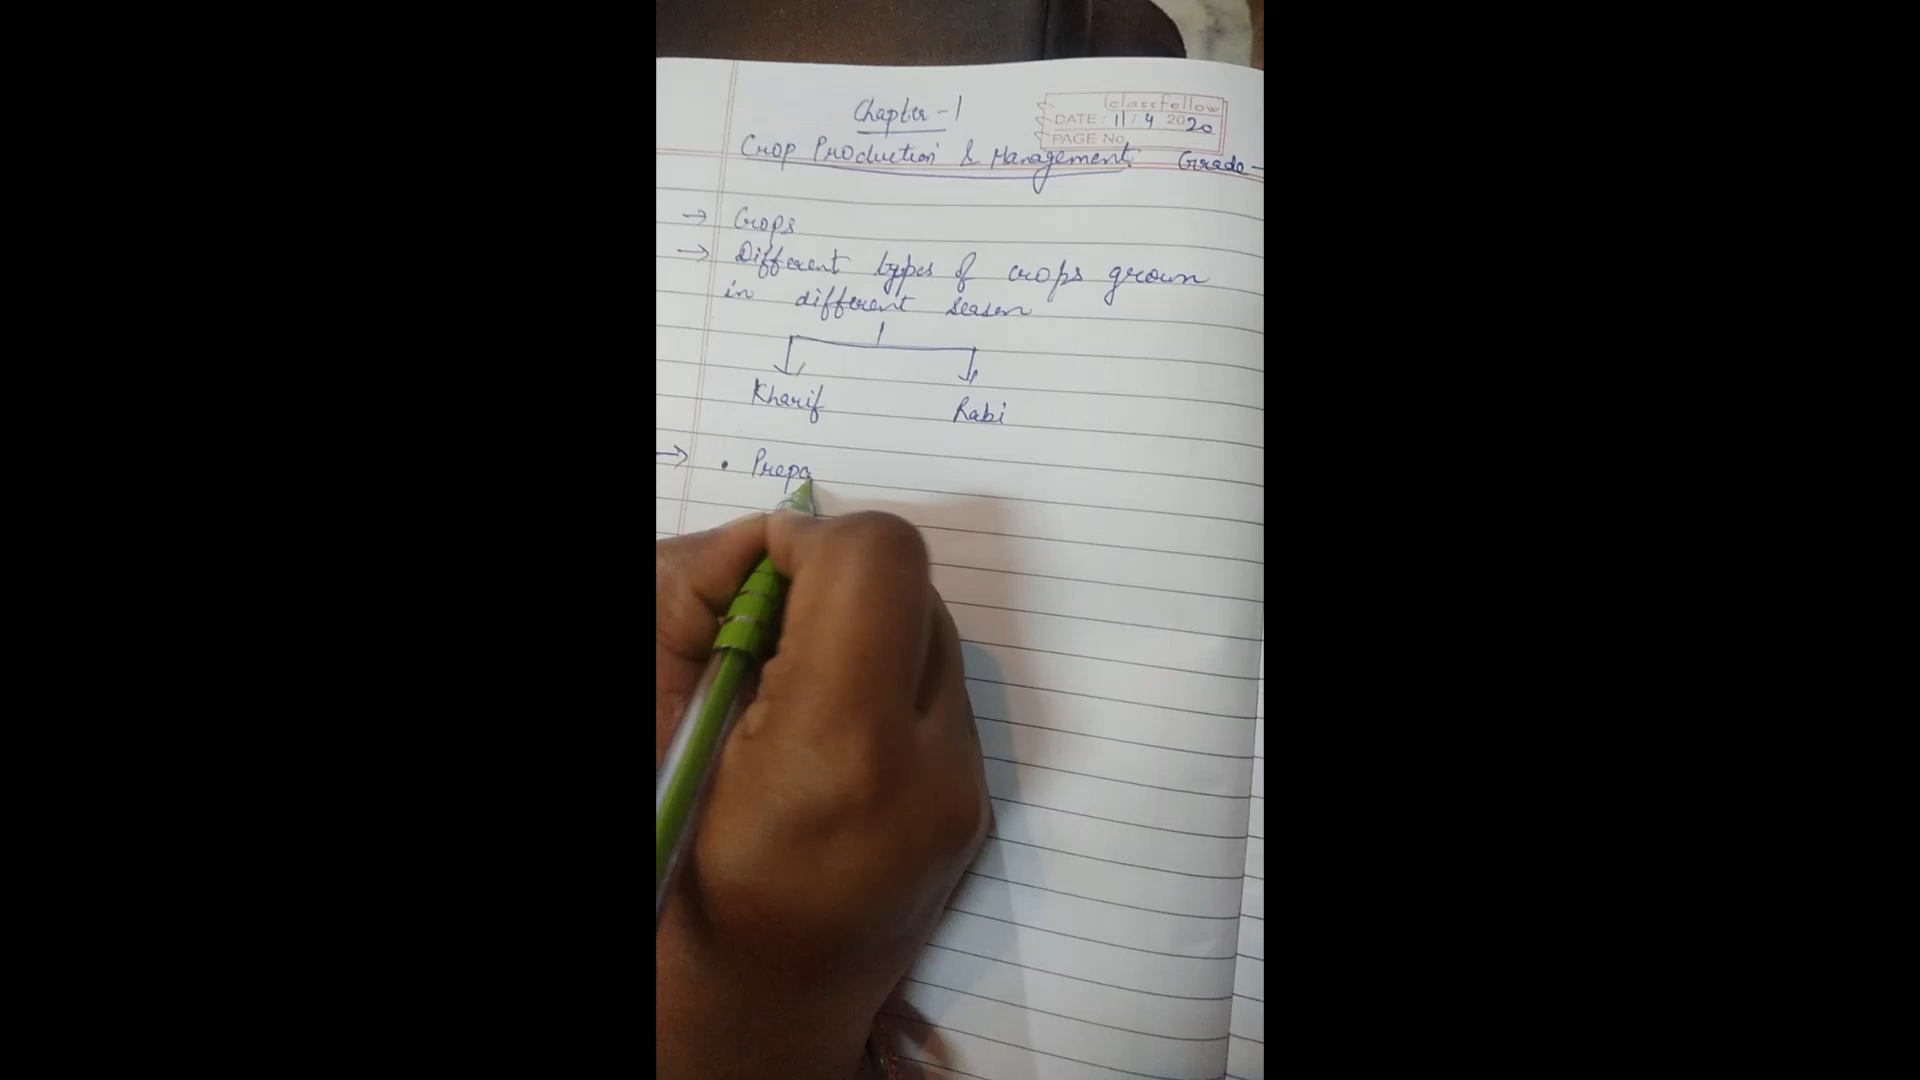 Chapter - 1
classfellow
DATE: 11 / 4 2020
PAGE No.
Crop Production & Management Grade -
→ Crops
→ Different types of crops grown
in different season
Kharif Rabi
→ • Prepa